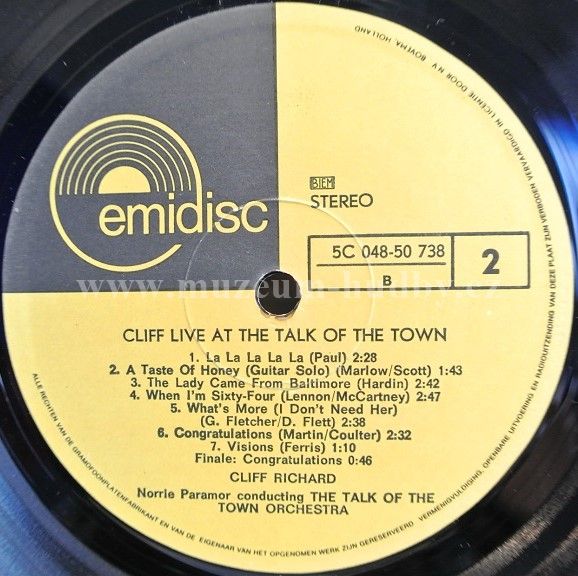 emidisc
BIEM
STEREO
5C 048-50 738
B
2
CLIFF LIVE AT THE TALK OF THE TOWN
1. La La La La La (Paul) 2:28
2. A Taste Of Honey (Guitar Solo) (Marlow/Scott) 1:43
3. The Lady Came From Baltimore (Hardin) 2:42
4. When I'm Sixty-Four (Lennon/McCartney) 2:47
5. What's More (I Don't Need Her)
(G. Fletcher/D. Flett) 2:38
6. Congratulations (Martin/Coulter) 2:32
7. Visions (Ferris) 1:10
Finale: Congratulations 0:46
CLIFF RICHARD
Norrie Paramor conducting THE TALK OF THE
TOWN ORCHESTRA
ALLE RECHTEN VAN DE GRAMOFOONPLATENFABRIKANT EN VAN DE EIGENAAR VAN HET OPGENOMEN WERK ZIJN GERESERVEERD. VERMENIGVULDIGING, OPENBARE UITVOERING EN RADIOUITZENDING VAN DEZE PLAAT ZIJN VERBODEN VERVAARDIGD IN LICENTIE DOOR N.V. BOVEMA, HOLLAND
www.muzeum-hudby.cz